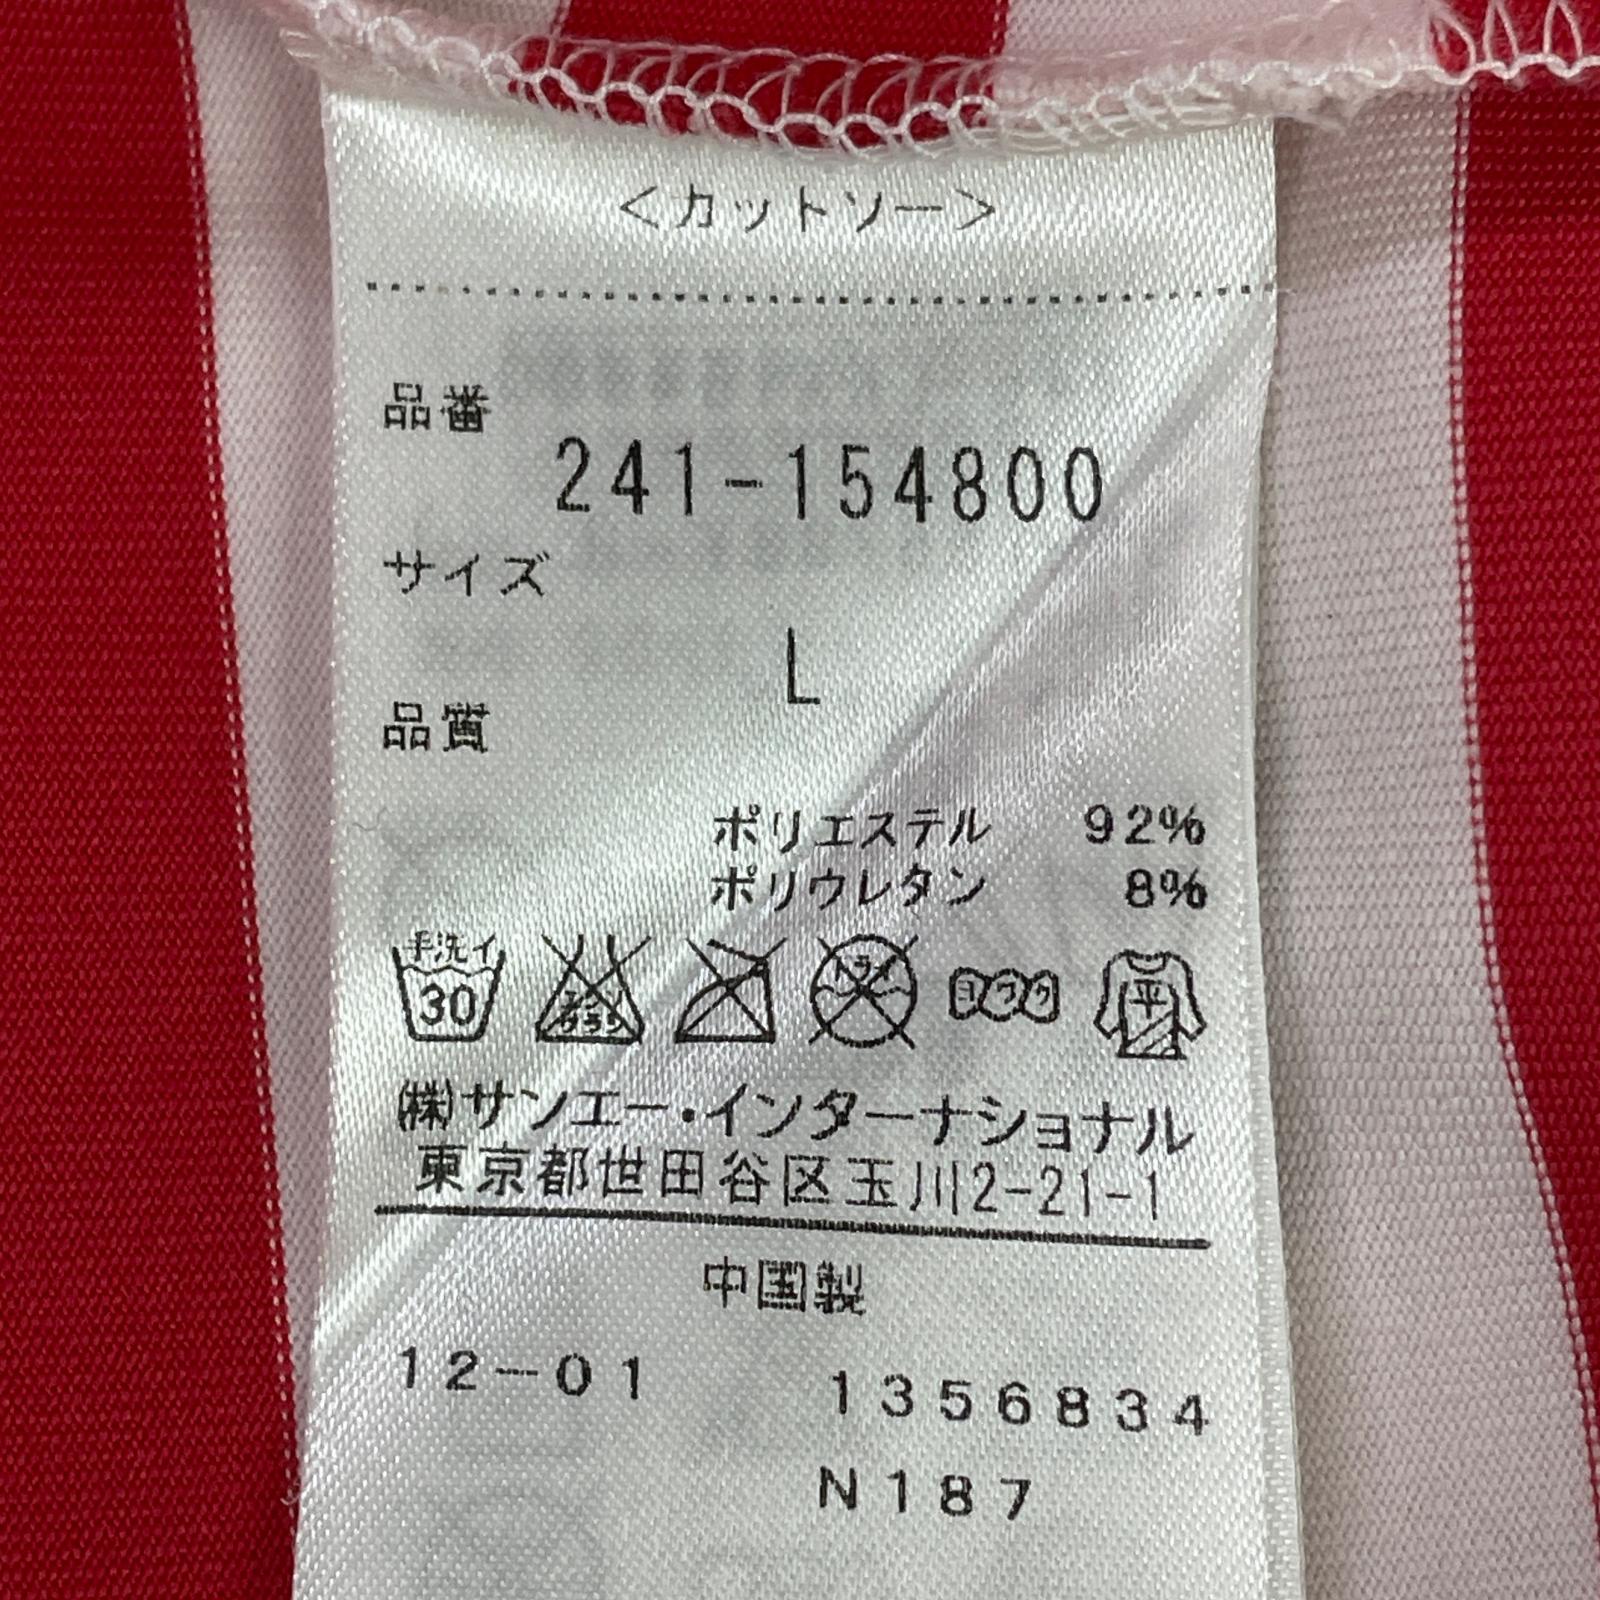 <カットソー>
品番
241-154800
サイズ
L
品質
ポリエステル 92%
ポリウレタン 8%
手洗イ
30
エンソ
サラシ
ドライ
ヨワク
平
㈱サンエー・インターナショナル
東京都世田谷区玉川2-21-1
中国製
12-01 1356834
N187